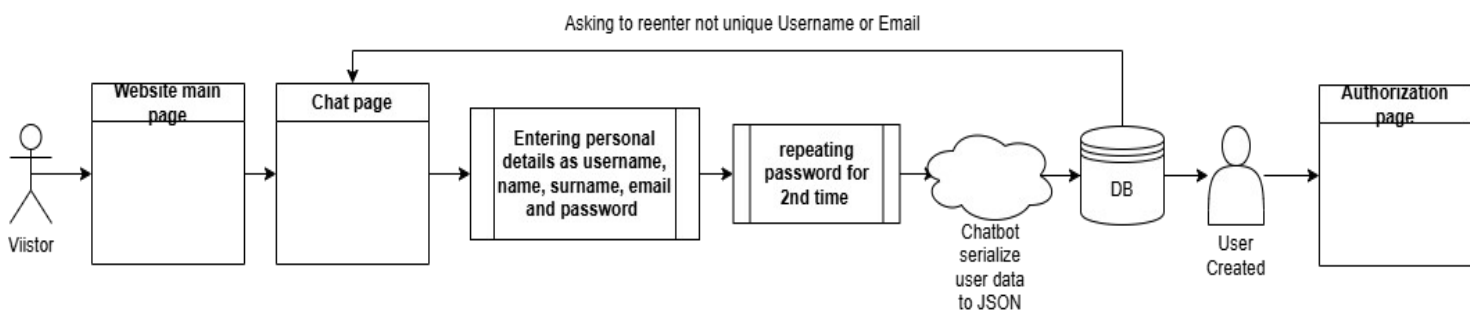 Asking to reenter not unique Username or Email
Viistor
Website main
page
Chat page
Entering personal
details as username,
name, surname, email
and password
repeating
password for
2nd time
Chatbot
serialize
user data
to JSON
DB
User
Created
Authorization
page